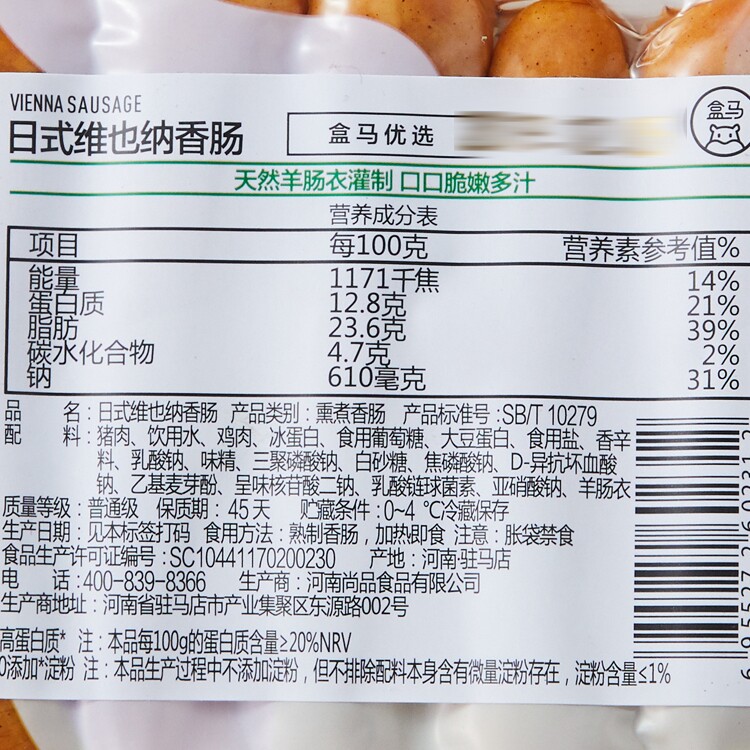 VIENNA SAUSAGE
日式维也纳香肠
盒马优选
盒马
天然羊肠衣灌制 口口脆嫩多汁
营养成分表
项目 每100克 营养素参考值%
能量 1171千焦 14%
蛋白质 12.8克 21%
脂肪 23.6克 39%
碳水化合物 4.7克 2%
钠 610毫克 31%
品 名:日式维也纳香肠 产品类别:熏煮香肠 产品标准号:SB/T 10279
配 料:猪肉、饮用水、鸡肉、冰蛋白、食用葡萄糖、大豆蛋白、食用盐、香辛
料、乳酸钠、味精、三聚磷酸钠、白砂糖、焦磷酸钠、D-异抗坏血酸
钠、乙基麦芽酚、呈味核苷酸二钠、乳酸链球菌素、亚硝酸钠、羊肠衣
质量等级:普通级 保质期:45天 贮藏条件:0~4℃冷藏保存
生产日期:见本标签打码 食用方法:熟制香肠,加热即食 注意:胀袋禁食
食品生产许可证编号:SC10441170200230 产地:河南·驻马店
电 话:400-839-8366 生产商:河南尚品食品有限公司
生产商地址:河南省驻马店市产业集聚区东源路002号
高蛋白质* 注:本品每100g的蛋白质含量≥20%NRV
0添加*淀粉 注:本品生产过程中不添加淀粉,但不排除配料本身含有微量淀粉存在,淀粉含量≤1%